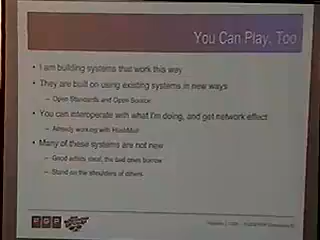 You Can Play, Too
I am building systems that work this way
They are built on using existing systems in new ways
– Open Standards and Open Source
You can interoperate with what I'm doing, and get network effect
– Already working with HushMail
Many of these systems are not new
– Good artists steal, the bad ones borrow
– Stand on the shoulders of others
PGP